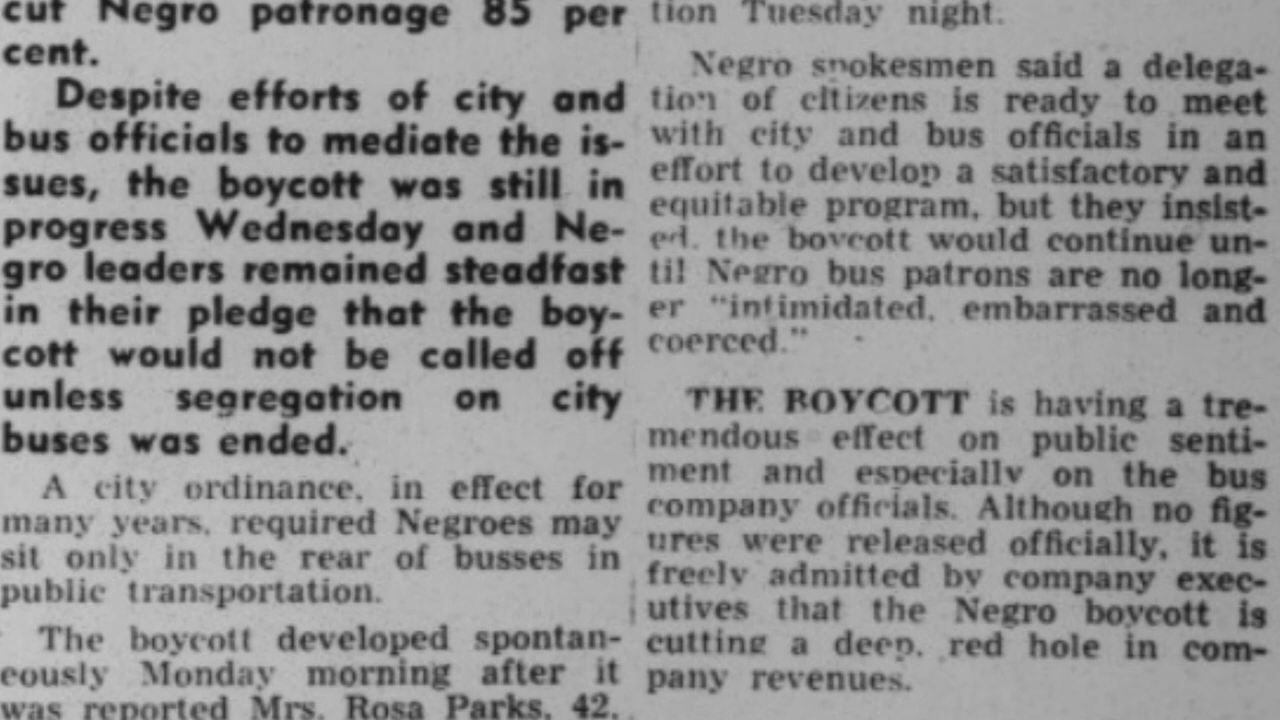 cut Negro patronage 85 per
cent.
Despite efforts of city and
bus officials to mediate the is-
sues, the boycott was still in
progress Wednesday and Ne-
gro leaders remained steadfast
in their pledge that the boy-
cott would not be called off
unless segregation on city
buses was ended.
A city ordinance, in effect for
many years, required Negroes may
sit only in the rear of busses in
public transportation.
The boycott developed spontan-
eously Monday morning after it
was reported Mrs. Rosa Parks, 42,
tion Tuesday night.
Negro spokesmen said a delega-
tion of citizens is ready to meet
with city and bus officials in an
effort to develop a satisfactory and
equitable program, but they insist-
ed, the boycott would continue un-
til Negro bus patrons are no long-
er "intimidated, embarrassed and
coerced."
THE BOYCOTT is having a tre-
mendous effect on public senti-
ment and especially on the bus
company officials. Although no fig-
ures were released officially, it is
freely admitted by company exec-
utives that the Negro boycott is
cutting a deep, red hole in com-
pany revenues.